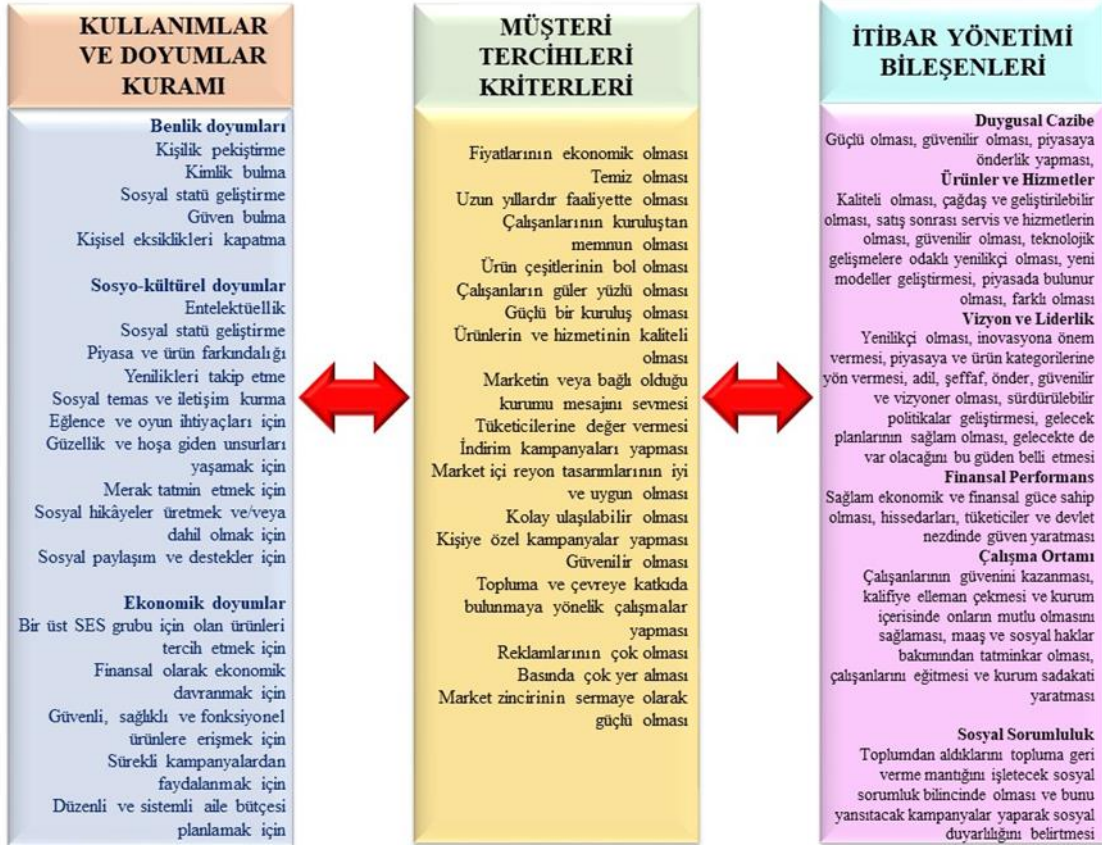 KULLANIMLAR
VE DOYUMLAR
KURAMI
Benlik doyumları
Kişilik pekiştirme
Kimlik bulma
Sosyal statü geliştirme
Güven bulma
Kişisel eksiklikleri kapatma
Sosyo-kültürel doyumlar
Entelektüellik
Sosyal statü geliştirme
Piyasa ve ürün farkındalığı
Yenilikleri takip etme
Sosyal temas ve iletişim kurma
Eğlence ve oyun ihtiyaçları için
Güzellik ve hoşa giden unsurları
yaşamak için
Merak tatmin etmek için
Sosyal hikâyeler üretmek ve/veya
dahil olmak için
Sosyal paylaşım ve destekler için
Ekonomik doyumlar
Bir üst SES grubu için olan ürünleri
tercih etmek için
Finansal olarak ekonomik
davranmak için
Güvenli, sağlıklı ve fonksiyonel
ürünlere erişmek için
Sürekli kampanyalardan
faydalanmak için
Düzenli ve sistemli aile bütçesi
planlamak için
MÜŞTERİ
TERCİHLERİ
KRİTERLERİ
Fiyatlarının ekonomik olması
Temiz olması
Uzun yıllardır faaliyette olması
Çalışanlarının kuruluştan
memnun olması
Ürün çeşitlerinin bol olması
Çalışanların güler yüzlü olması
Güçlü bir kuruluş olması
Ürünlerin ve hizmetinin kaliteli
olması
Marketin veya bağlı olduğu
kurumu mesajını sevmesi
Tüketicilerine değer vermesi
İndirim kampanyaları yapması
Market içi reyon tasarımlarının iyi
ve uygun olması
Kolay ulaşılabilir olması
Kişiye özel kampanyalar yapması
Güvenilir olması
Topluma ve çevreye katkıda
bulunmaya yönelik çalışmalar
yapması
Reklamlarının çok olması
Basında çok yer alması
Market zincirinin sermaye olarak
güçlü olması
İTİBAR YÖNETİMİ
BİLEŞENLERİ
Duygusal Cazibe
Güçlü olması, güvenilir olması, piyasaya
önderlik yapması,
Ürünler ve Hizmetler
Kaliteli olması, çağdaş ve geliştirilebilir
olması, satış sonrası servis ve hizmetlerin
olması, güvenilir olması, teknolojik
gelişmelere odaklı yenilikçi olması, yeni
modeller geliştirmesi, piyasada bulunur
olması, farklı olması
Vizyon ve Liderlik
Yenilikçi olması, inovasyona önem
vermesi, piyasaya ve ürün kategorilerine
yön vermesi, adil, şeffaf, önder, güvenilir
ve vizyoner olması, sürdürülebilir
politikalar geliştirmesi, gelecek
planlarının sağlam olması, gelecekte de
var olacağını bu güden belli etmesi
Finansal Performans
Sağlam ekonomik ve finansal güce sahip
olması, hissedarları, tüketiciler ve devlet
nezdinde güven yaratması
Çalışma Ortamı
Çalışanlarının güvenini kazanması,
kalifiye elleman çekmesi ve kurum
içerisinde onların mutlu olmasını
sağlaması, maaş ve sosyal haklar
bakımından tatminkar olması,
çalışanlarını eğitmesi ve kurum sadakati
yaratması
Sosyal Sorumluluk
Toplumdan aldıklarını topluma geri
verme mantığını işletecek sosyal
sorumluk bilincinde olması ve bunu
yansıtacak kampanyalar yaparak sosyal
duyarlılığını belirtmesi